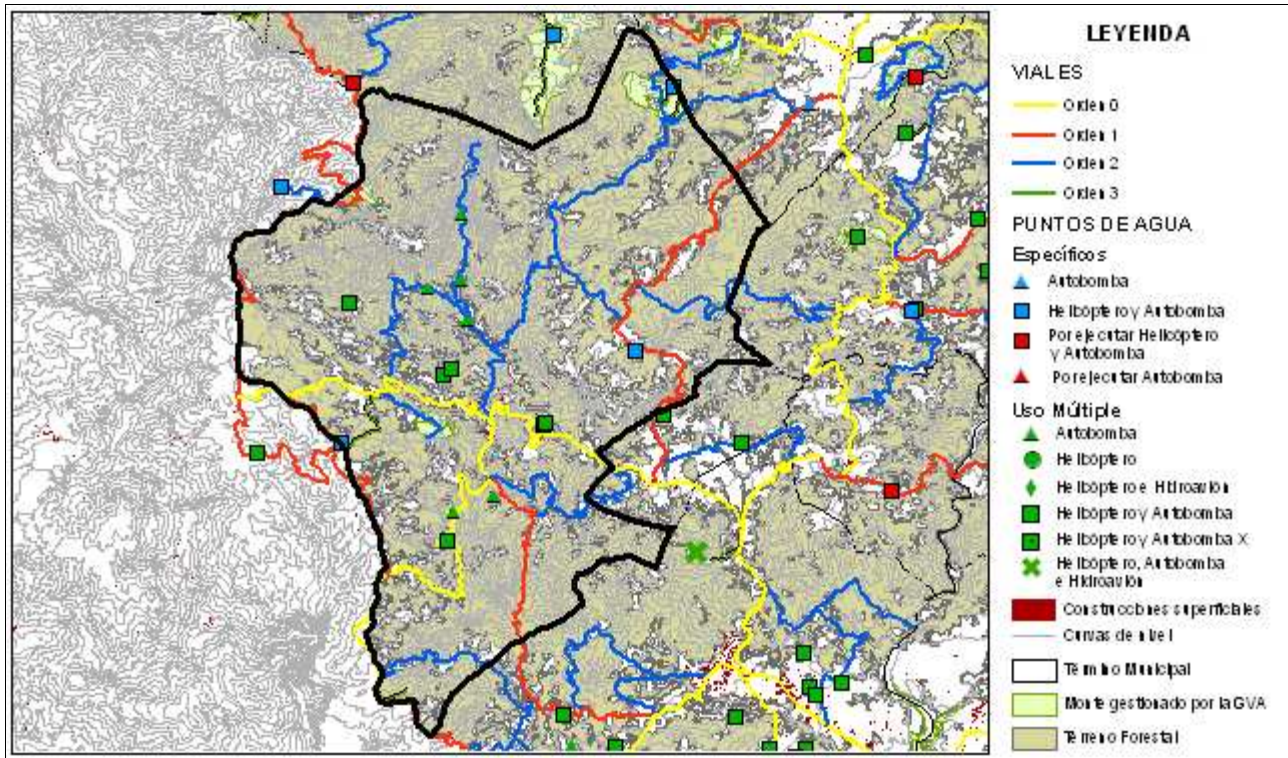 LEYENDA
VIALES
Orden 0
Orden 1
Orden 2
Orden 3
PUNTOS DE AGUA
Específicos
Autobomba
Helicóptero y Autobomba
Por ejecutar Helicóptero
y Autobomba
Por ejecutar Autobomba
Uso Múltiple
Autobomba
Helicóptero
Helicóptero e Hidroavión
Helicóptero y Autobomba
Helicóptero y Autobomba X
Helicóptero, Autobomba
e Hidroavión
Construcciones superficiales
Curvas de nivel
Término Municipal
Monte gestionado por la GVA
Terreno Forestal